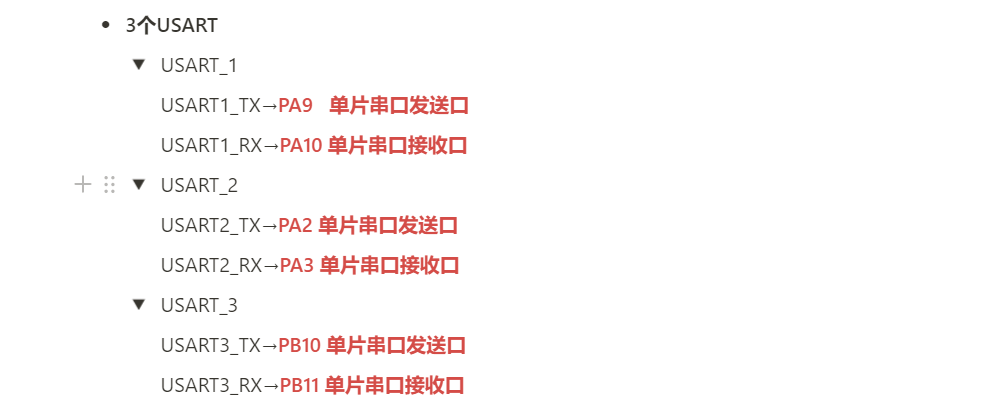 3个USART
USART_1
USART1_TX→PA9 单片串口发送口
USART1_RX→PA10 单片串口接收口
USART_2
USART2_TX→PA2 单片串口发送口
USART2_RX→PA3 单片串口接收口
USART_3
USART3_TX→PB10 单片串口发送口
USART3_RX→PB11 单片串口接收口